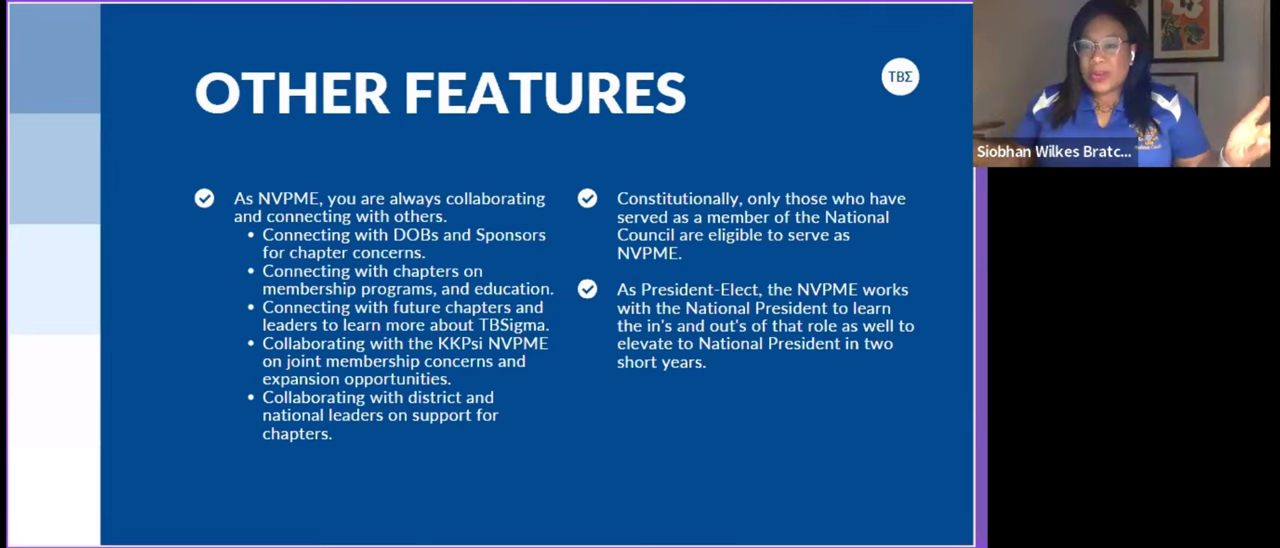 OTHER FEATURES
TBΣ
Siobhan Wilkes Bratc...
As NVPME, you are always collaborating
and connecting with others.
• Connecting with DOBs and Sponsors
for chapter concerns.
• Connecting with chapters on
membership programs, and education.
• Connecting with future chapters and
leaders to learn more about TBSigma.
• Collaborating with the KKPsi NVPME
on joint membership concerns and
expansion opportunities.
• Collaborating with district and
national leaders on support for
chapters.
Constitutionally, only those who have
served as a member of the National
Council are eligible to serve as
NVPME.
As President-Elect, the NVPME works
with the National President to learn
the in's and out's of that role as well to
elevate to National President in two
short years.